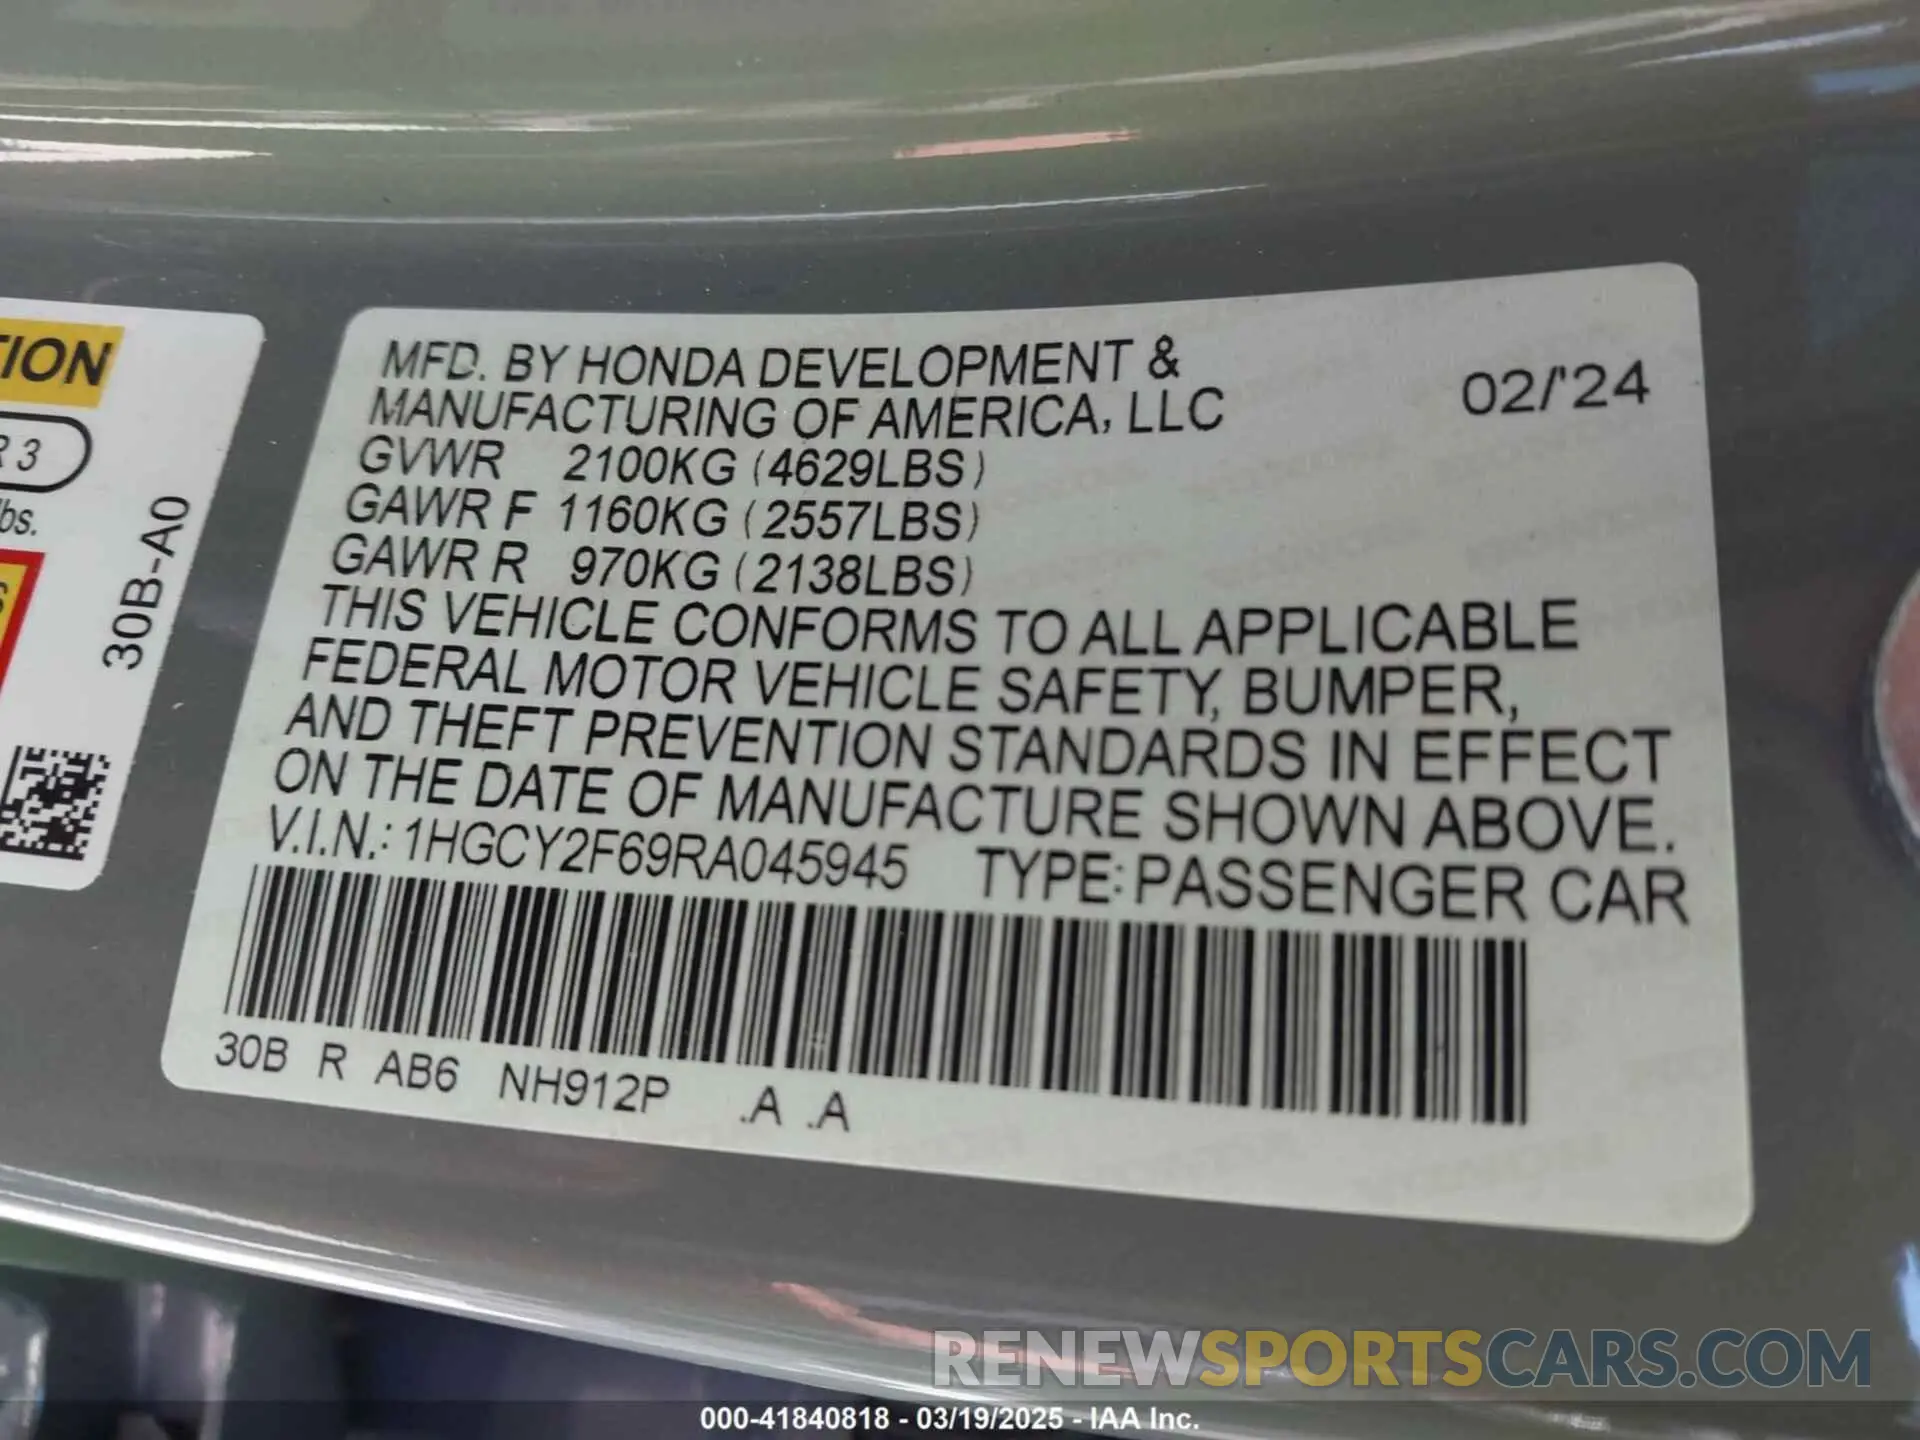 TION
R 3
lbs.
S
30B-A0
MFD. BY HONDA DEVELOPMENT &
MANUFACTURING OF AMERICA, LLC
02/'24
GVWR 2100KG (4629LBS)
GAWR F 1160KG (2557LBS)
GAWR R 970KG (2138LBS)
THIS VEHICLE CONFORMS TO ALL APPLICABLE
FEDERAL MOTOR VEHICLE SAFETY, BUMPER,
AND THEFT PREVENTION STANDARDS IN EFFECT
ON THE DATE OF MANUFACTURE SHOWN ABOVE.
V.I.N.: 1HGCY2F69RA045945 TYPE: PASSENGER CAR
30B R AB6 NH912P .A .A
RENEWSPORTSCARS.COM
000-41840818 - 03/19/2025 - IAA Inc.